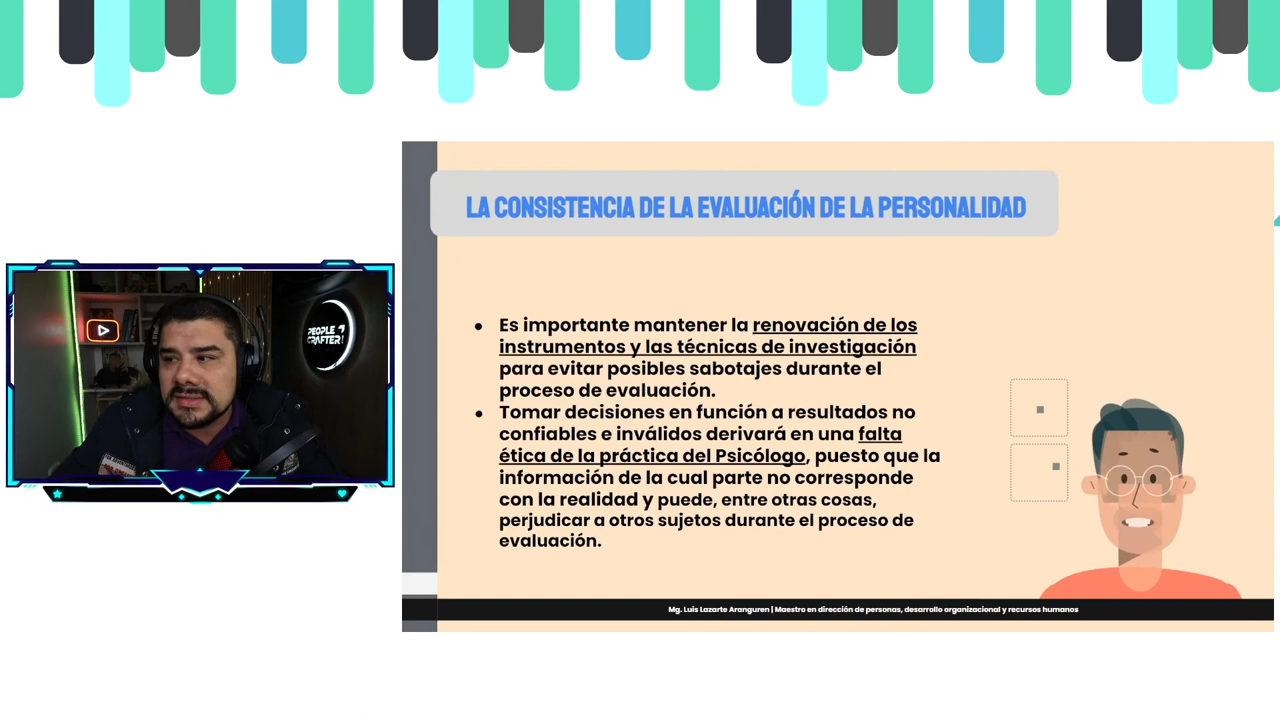 LA CONSISTENCIA DE LA EVALUACIÓN DE LA PERSONALIDAD
● Es importante mantener la renovación de los
instrumentos y las técnicas de investigación
para evitar posibles sabotajes durante el
proceso de evaluación.
● Tomar decisiones en función a resultados no
confiables e inválidos derivará en una falta
ética de la práctica del Psicólogo, puesto que la
información de la cual parte no corresponde
con la realidad y puede, entre otras cosas,
perjudicar a otros sujetos durante el proceso de
evaluación.
PEOPLE
CRAFTER
Mg. Luis Lazarte Aranguren | Maestro en dirección de personas, desarrollo organizacional y recursos humanos